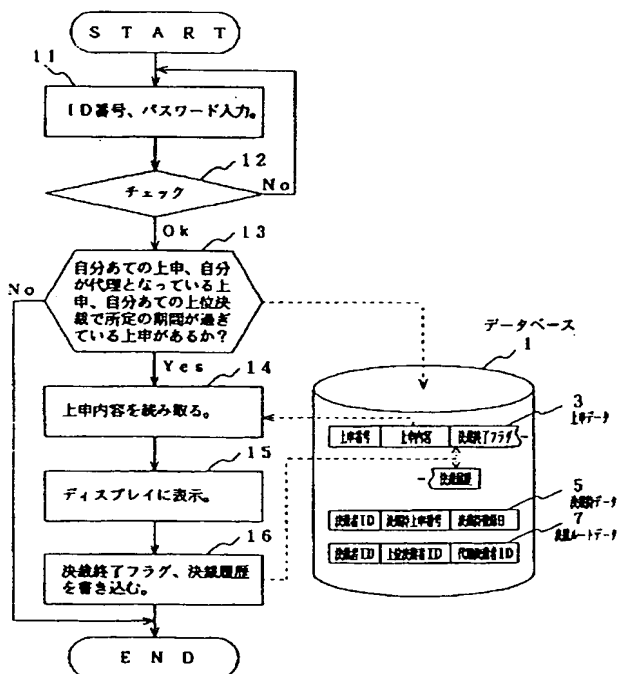 START
11
ID番号、パスワード入力。
12
チェック
No
Ok
13
自分あての上申、自分
が代理となっている上
申、自分あての上位決
裁で所定の期間が過ぎ
ている上申があるか?
No
Yes
14
上申内容を読み取る。
15
ディスプレイに表示。
16
決裁終了フラグ、決裁履歴
を書き込む。
END
データベース
1
3
上申データ
上申番号 上申内容 決裁終了フラグ
決裁履歴
5
決裁待データ
決裁者ID 決裁待上申番号 決裁待登録日
7
決裁ルートデータ
決裁者ID 上位決裁者ID 代理決裁者ID